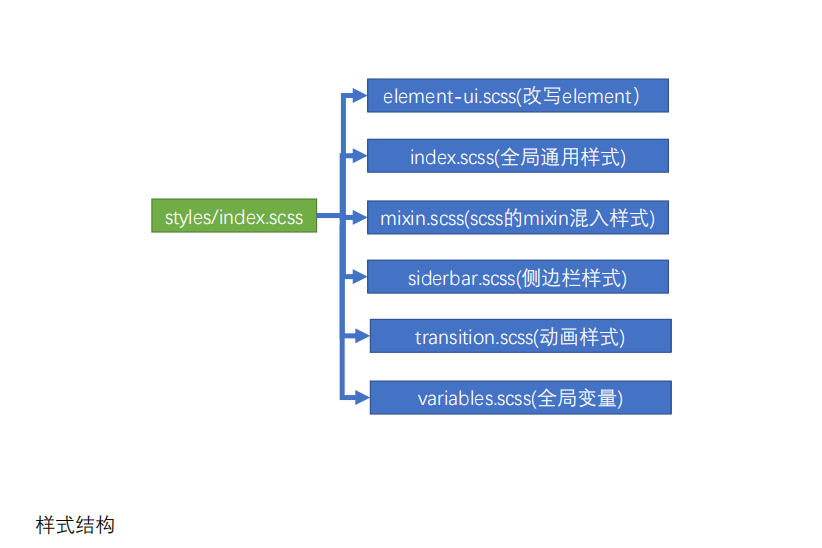 element-ui.scss(改写element）
index.scss(全局通用样式)
styles/index.scss
mixin.scss(scss的mixin混入样式)
siderbar.scss(侧边栏样式)
transition.scss(动画样式)
variables.scss(全局变量)
样式结构